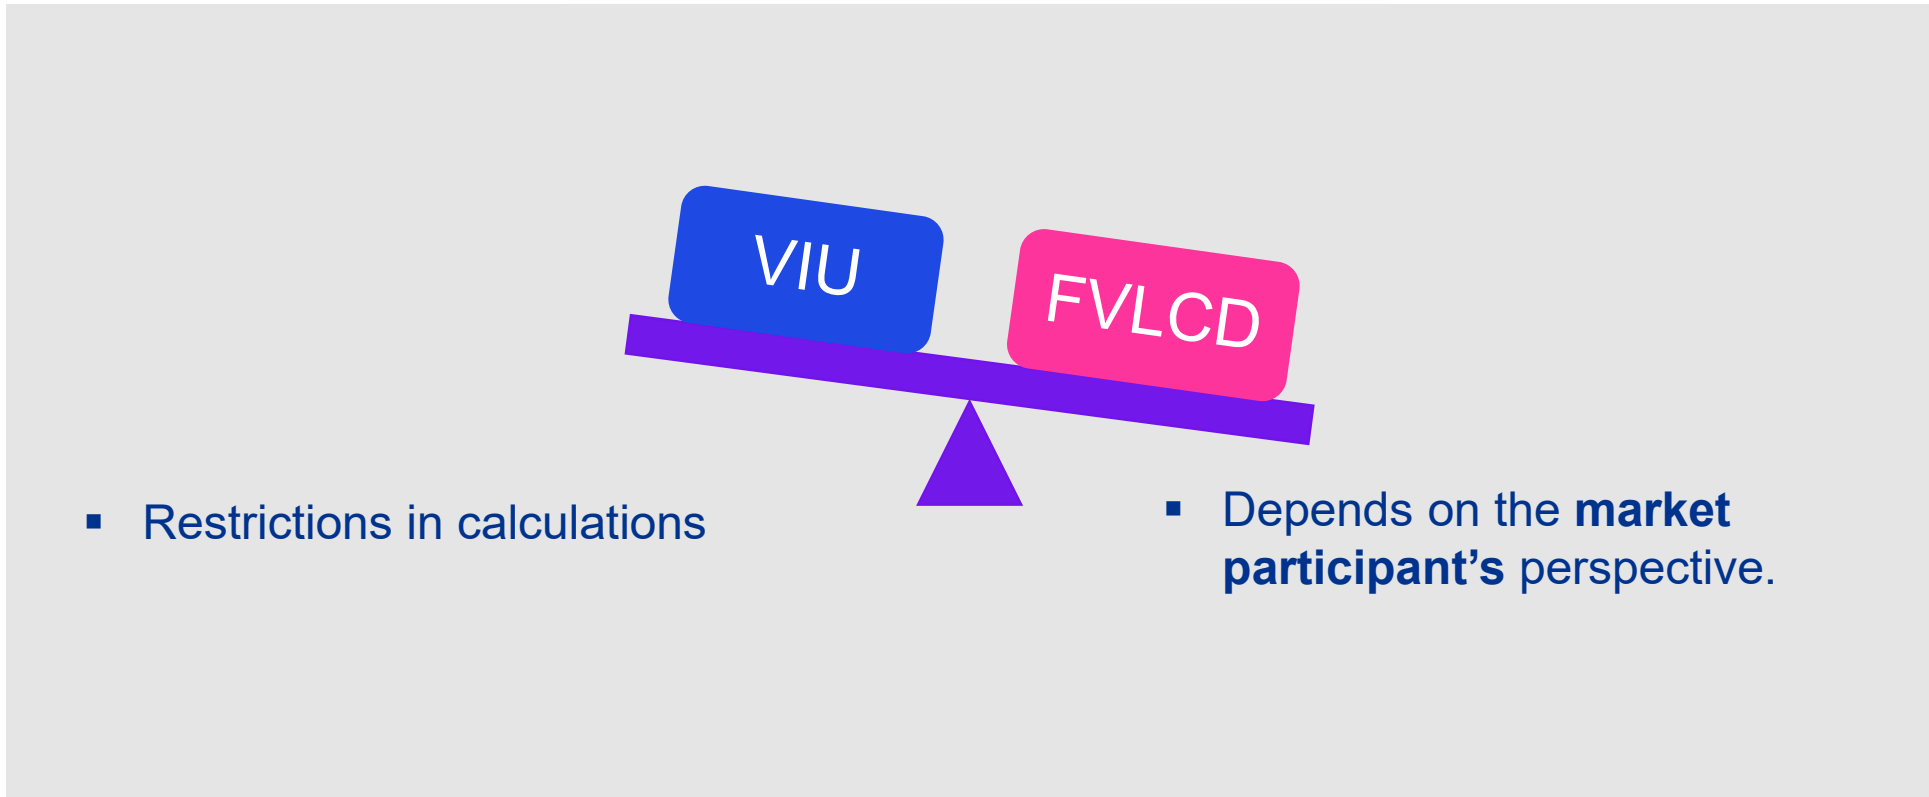 VIU
FVLCD
▪ Restrictions in calculations
▪ Depends on the market
participant’s perspective.